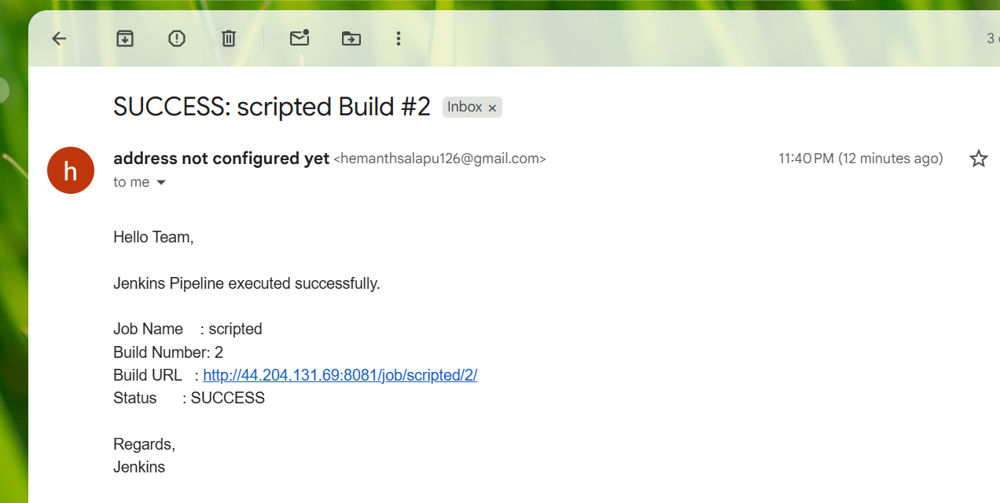 3
SUCCESS: scripted Build #2 Inbox ×
h
address not configured yet <hemanthsalapu126@gmail.com> 11:40 PM (12 minutes ago)
to me
Hello Team,
Jenkins Pipeline executed successfully.
Job Name : scripted
Build Number: 2
Build URL : http://44.204.131.69:8081/job/scripted/2/
Status : SUCCESS
Regards,
Jenkins